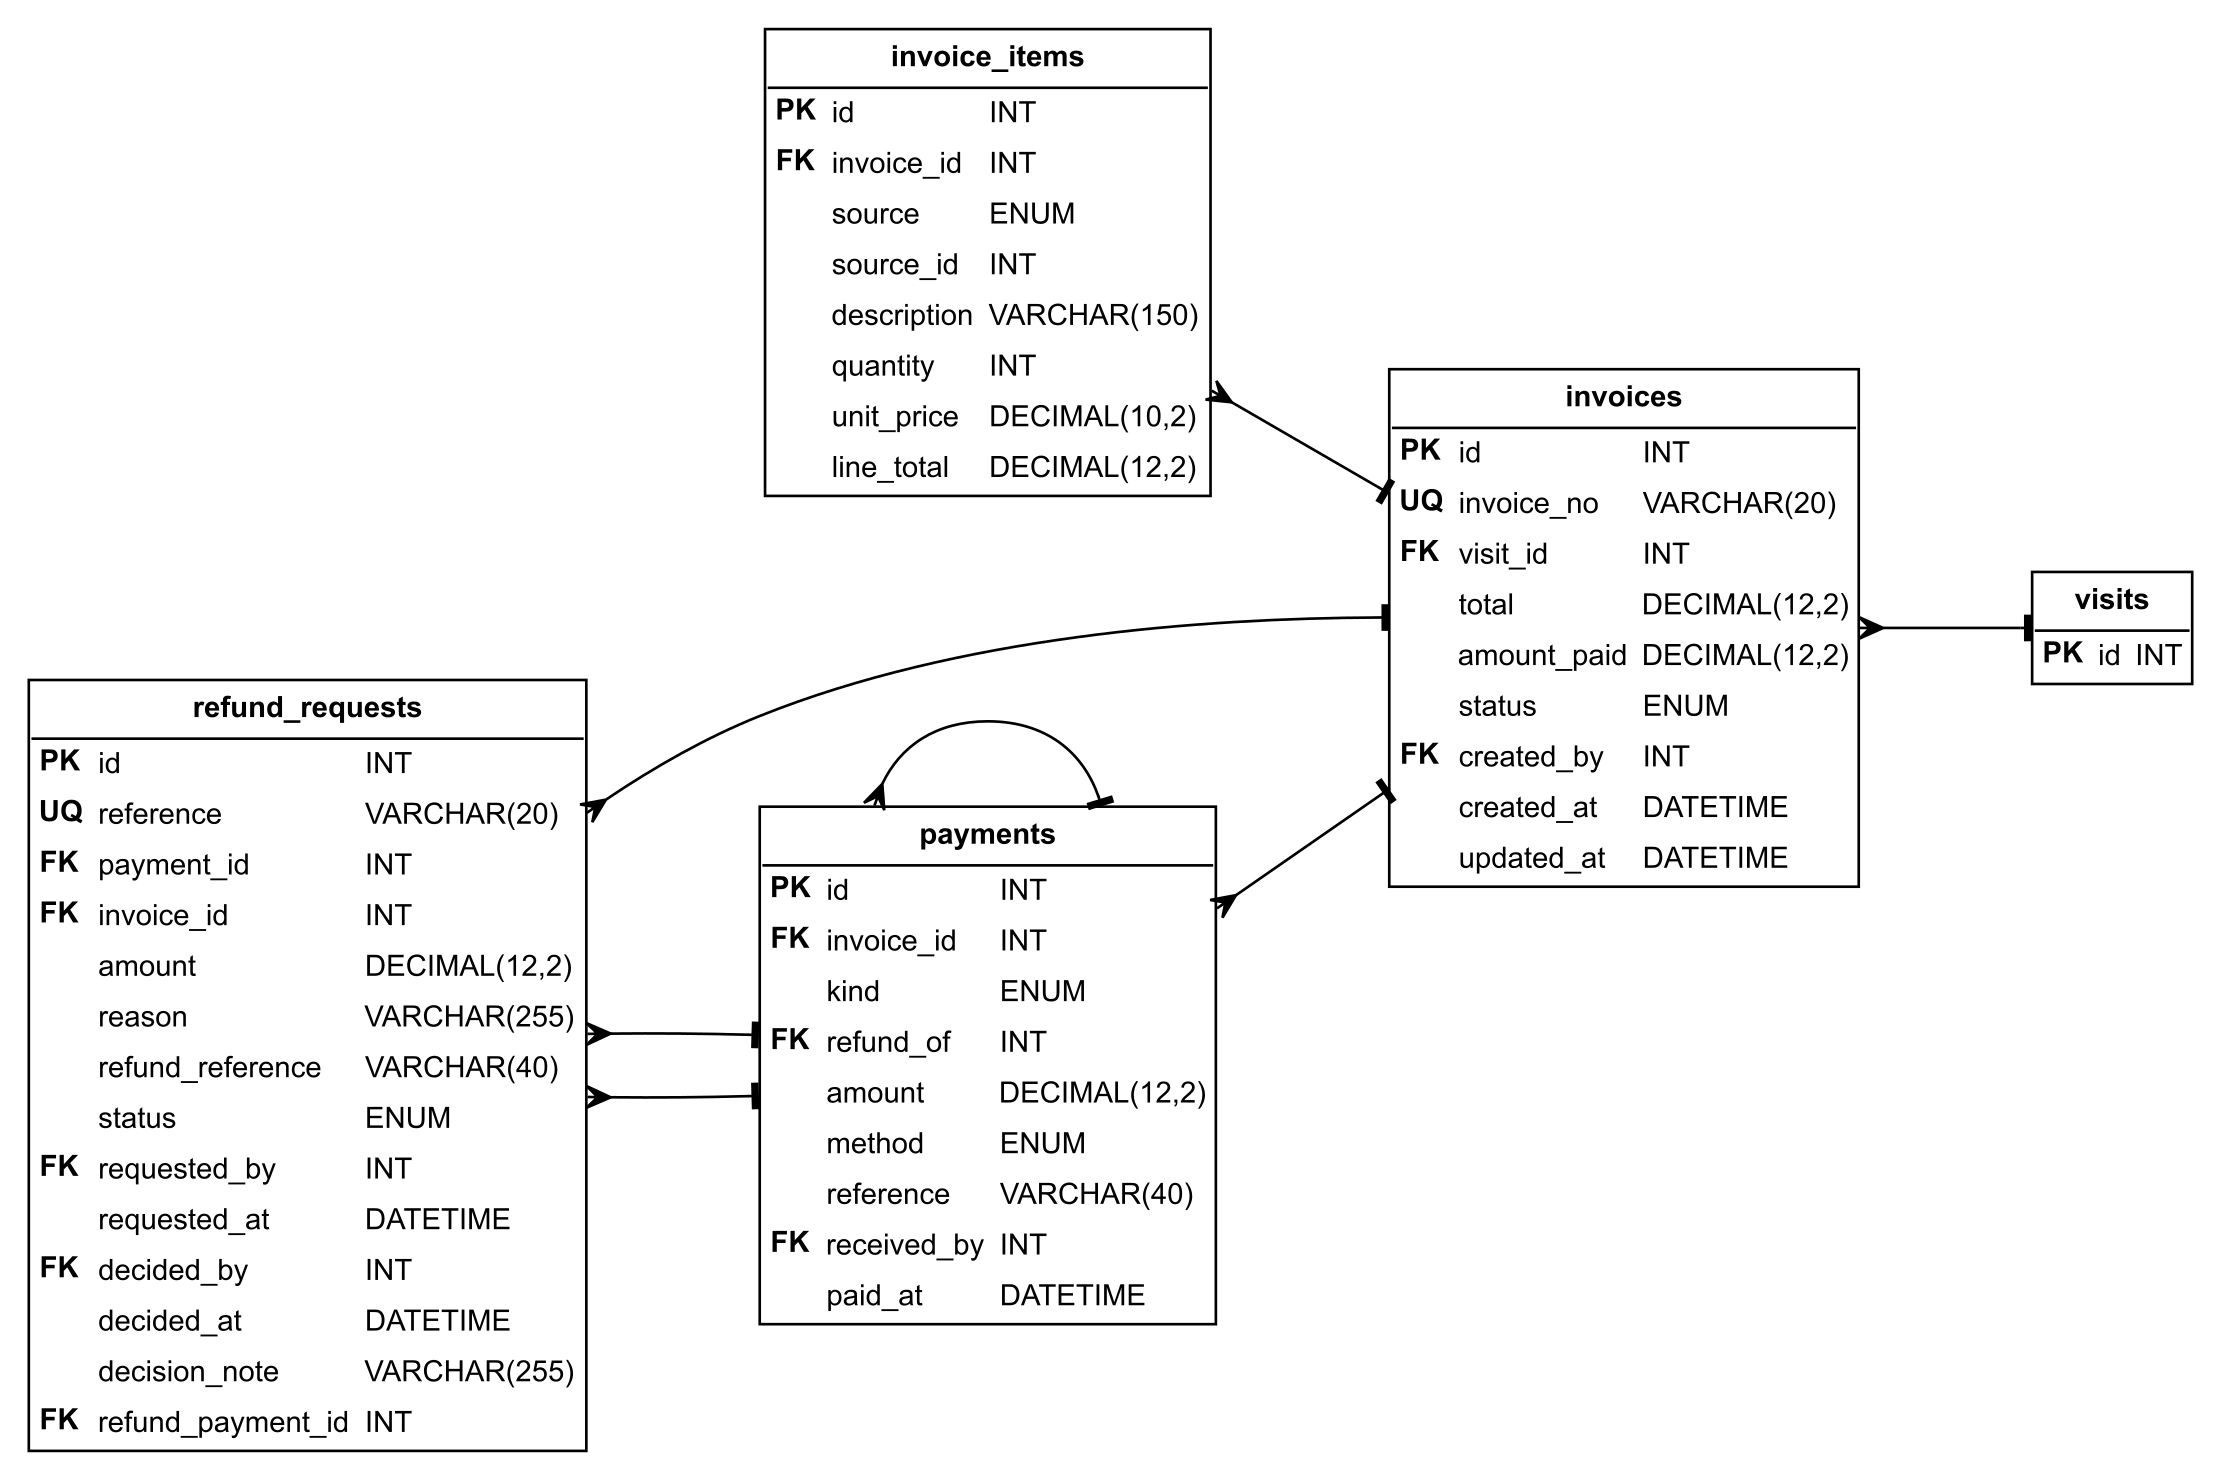 invoice_items
PK id INT
FK invoice_id INT
source ENUM
source_id INT
description VARCHAR(150)
quantity INT
unit_price DECIMAL(10,2)
line_total DECIMAL(12,2)
invoices
PK id INT
UQ invoice_no VARCHAR(20)
FK visit_id INT
total DECIMAL(12,2)
amount_paid DECIMAL(12,2)
status ENUM
FK created_by INT
created_at DATETIME
updated_at DATETIME
visits
PK id INT
refund_requests
PK id INT
UQ reference VARCHAR(20)
FK payment_id INT
FK invoice_id INT
amount DECIMAL(12,2)
reason VARCHAR(255)
refund_reference VARCHAR(40)
status ENUM
FK requested_by INT
requested_at DATETIME
FK decided_by INT
decided_at DATETIME
decision_note VARCHAR(255)
FK refund_payment_id INT
payments
PK id INT
FK invoice_id INT
kind ENUM
FK refund_of INT
amount DECIMAL(12,2)
method ENUM
reference VARCHAR(40)
FK received_by INT
paid_at DATETIME